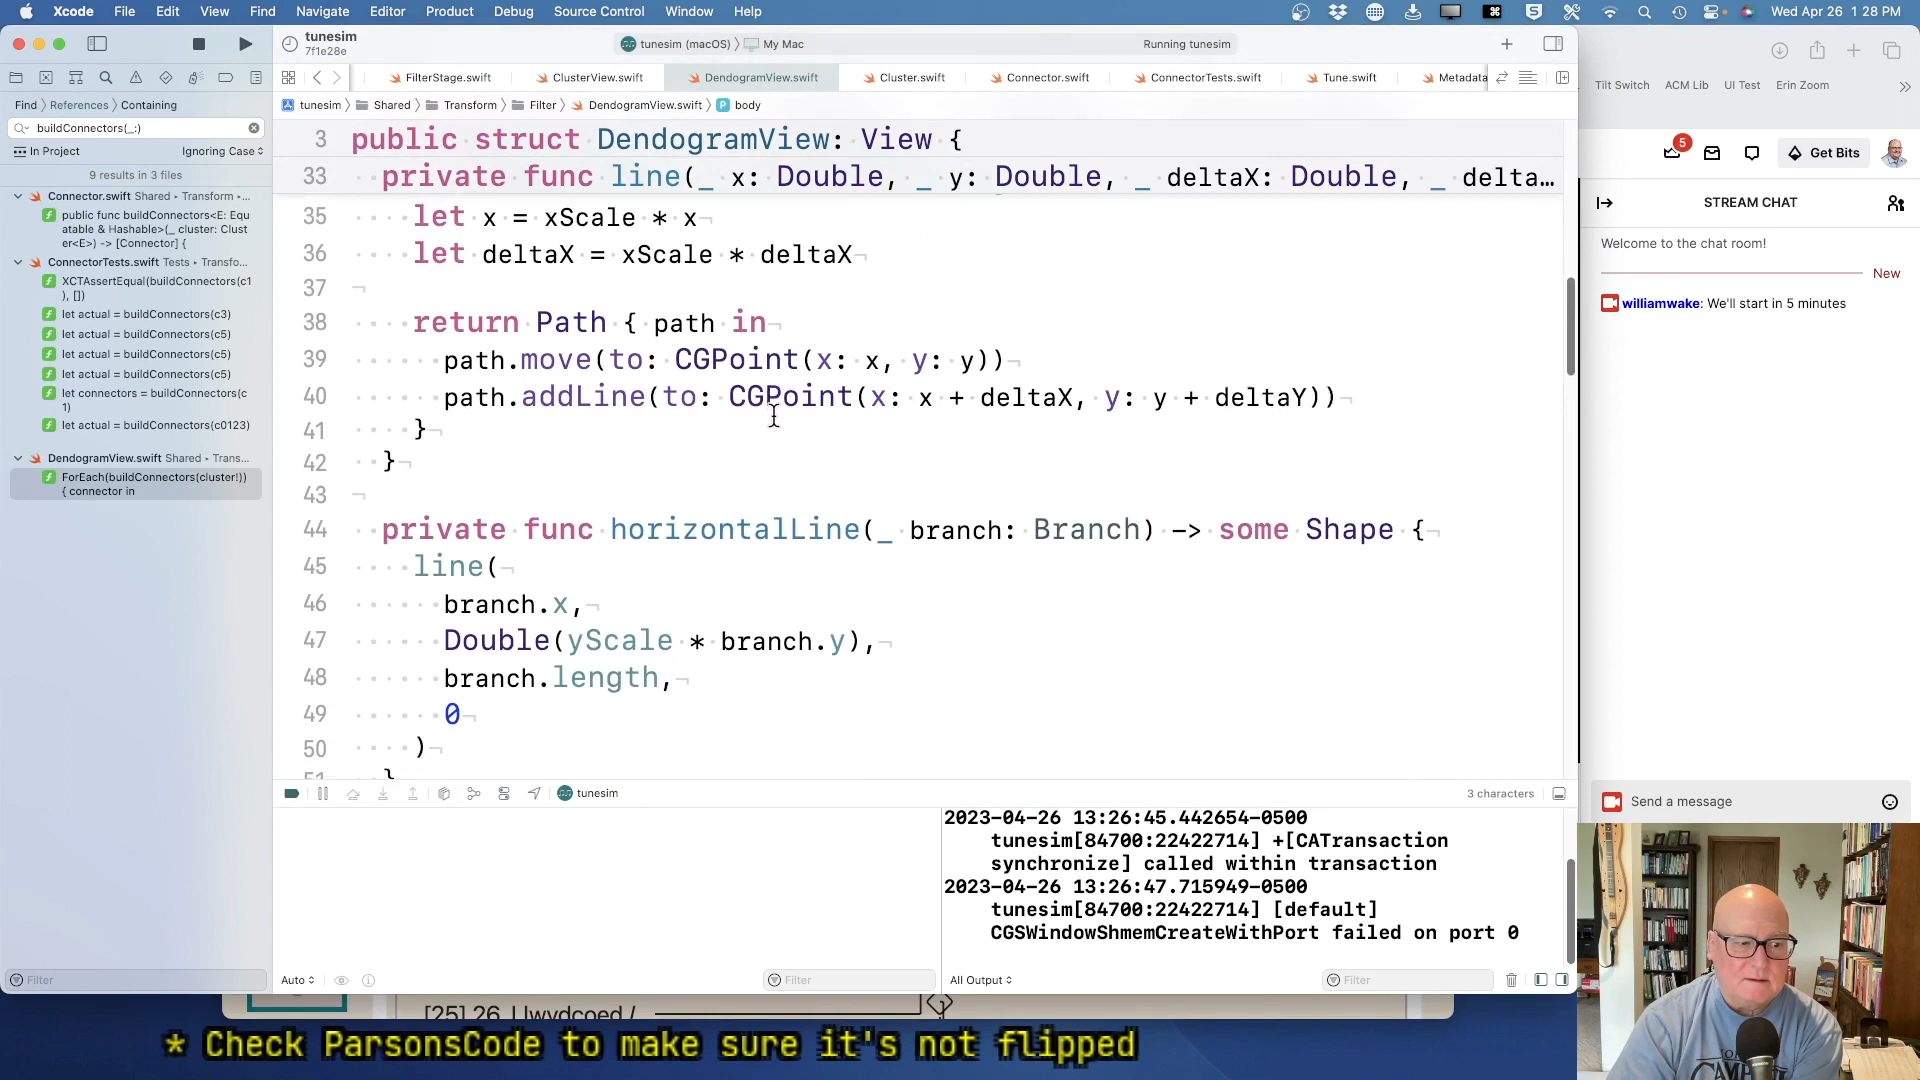 Xcode File Edit View Find Navigate Editor Product Debug Source Control Window Help
Wed Apr 26 1 28 PM
tunesim
7f1e28e
tunesim (macOS) My Mac
Running tunesim
FilterStage.swift ClusterView.swift DendogramView.swift Cluster.swift Connector.swift ConnectorTests.swift Tune.swift Metadata
Tilt Switch ACM Lib UI Test Erin Zoom
Find References Containing
tunesim Shared Transform Filter DendogramView.swift body
buildConnectors(_:)
In Project Ignoring Case
9 results in 3 files
Connector.swift Shared ▸ Transform ▸...
public func buildConnectors<E: Equ
atable & Hashable>(_ cluster: Clust
er<E>) -> [Connector] {
ConnectorTests.swift Tests ▸ Transfo...
XCTAssertEqual(buildConnectors(c1
), [])
let actual = buildConnectors(c3)
let actual = buildConnectors(c5)
let actual = buildConnectors(c5)
let actual = buildConnectors(c5)
let connectors = buildConnectors(c
1)
let actual = buildConnectors(c0123)
DendogramView.swift Shared ▸ Trans...
ForEach(buildConnectors(cluster!))
{ connector in
Filter
3 public struct DendogramView: View {
33 private func line(_ x: Double, _ y: Double, _ deltaX: Double, _ delta...
35 let x = xScale * x
36 let deltaX = xScale * deltaX
37
38 return Path { path in
39 path.move(to: CGPoint(x: x, y: y))
40 path.addLine(to: CGPoint(x: x + deltaX, y: y + deltaY))
41 }
42 }
43
44 private func horizontalLine(_ branch: Branch) -> some Shape {
45 line(
46 branch.x,
47 Double(yScale * branch.y),
48 branch.length,
49 0
50 )
51 }
tunesim
3 characters
2023-04-26 13:26:45.442654-0500
tunesim[84700:22422714] +[CATransaction
synchronize] called within transaction
2023-04-26 13:26:47.715949-0500
tunesim[84700:22422714] [default]
CGSWindowShmemCreateWithPort failed on port 0
Auto Filter All Output Filter
5
Get Bits
STREAM CHAT
Welcome to the chat room!
New
williamwake: We'll start in 5 minutes
Send a message
[25] 26. Llwydcoed /
* Check ParsonsCode to make sure it's not flipped